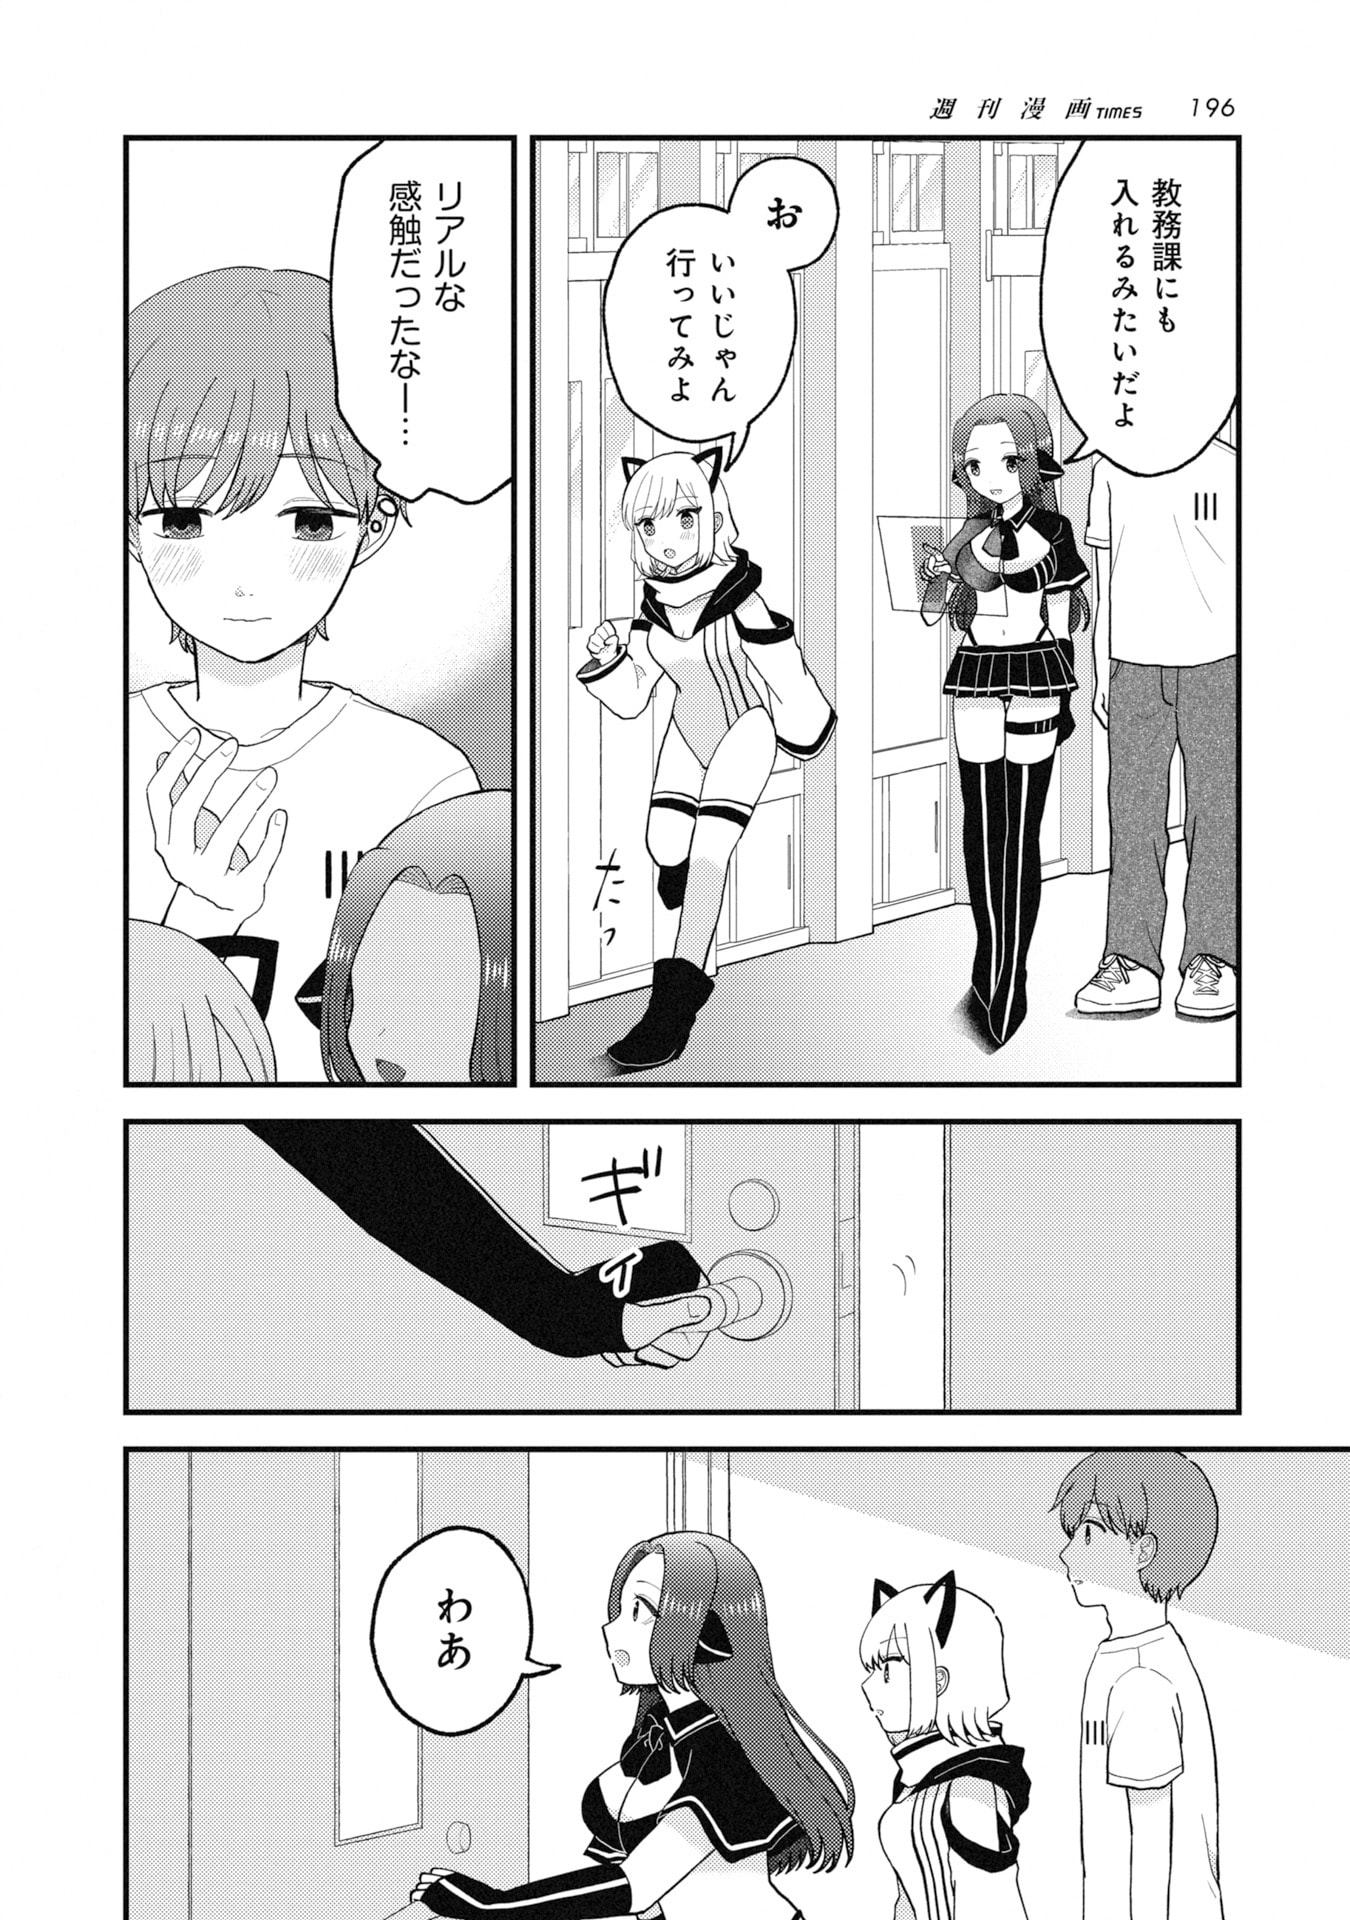 週刊漫画TIMES 196
教務課にも
入れるみたいだよ
お
いいじゃん
行ってみよ
たっ
リアルな
感触だったなー…
ギイ
わあ